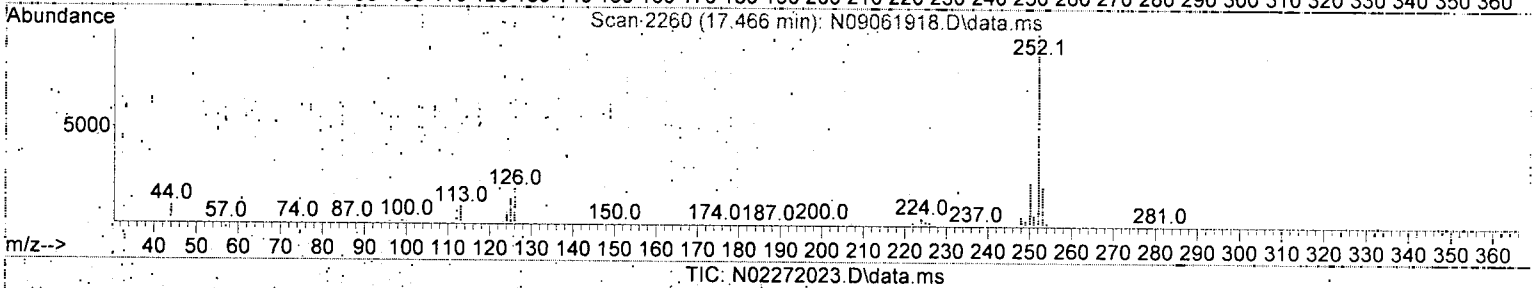 Abundance
Scan 2260 (17.466 min): N09061918.D\data.ms
252.1
5000
44.0 57.0 74.0 87.0 100.0 113.0 126.0 150.0 174.0 187.0 200.0 224.0 237.0 281.0
m/z--> 40 50 60 70 80 90 100 110 120 130 140 150 160 170 180 190 200 210 220 230 240 250 260 270 280 290 300 310 320 330 340 350 360
TIC: N02272023.D\data.ms